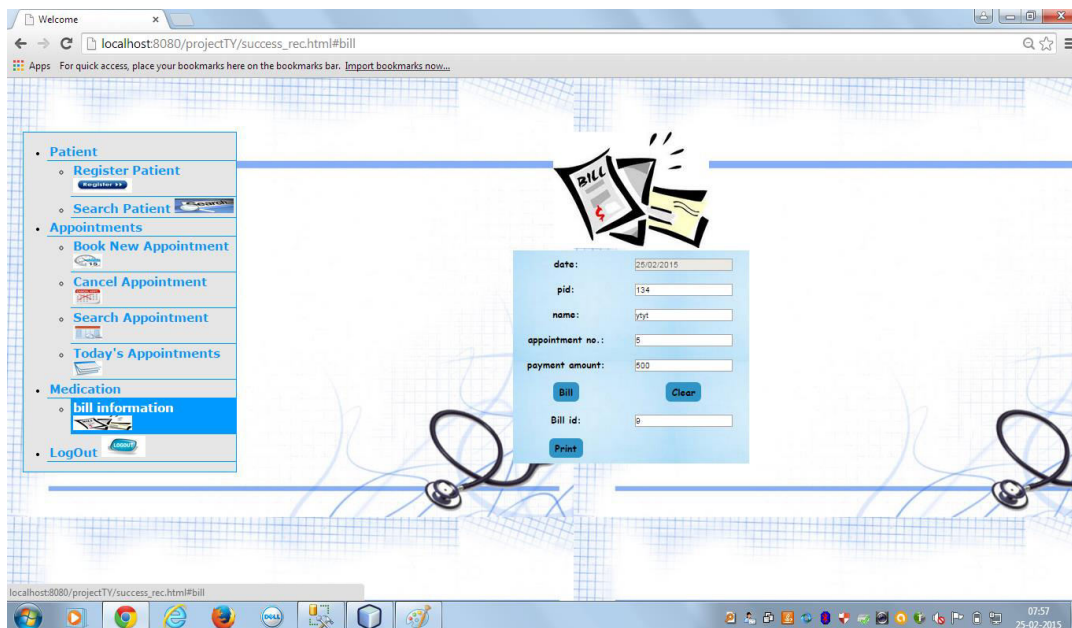 Welcome
localhost:8080/projectTY/success_rec.html#bill
Apps For quick access, place your bookmarks here on the bookmarks bar. Import bookmarks now...
Patient
Register Patient
Register >>
Search Patient Search
Appointments
Book New Appointment
Cancel Appointment
Search Appointment
Today's Appointments
Medication
bill information
LogOut LOGOUT
BILL
$
date: 25/02/2015
pid: 134
name: ytyt
appointment no.: 5
payment amount: 500
Bill Clear
Bill id: 9
Print
localhost:8080/projectTY/success_rec.html#bill
DELL
07:57
25-02-2015